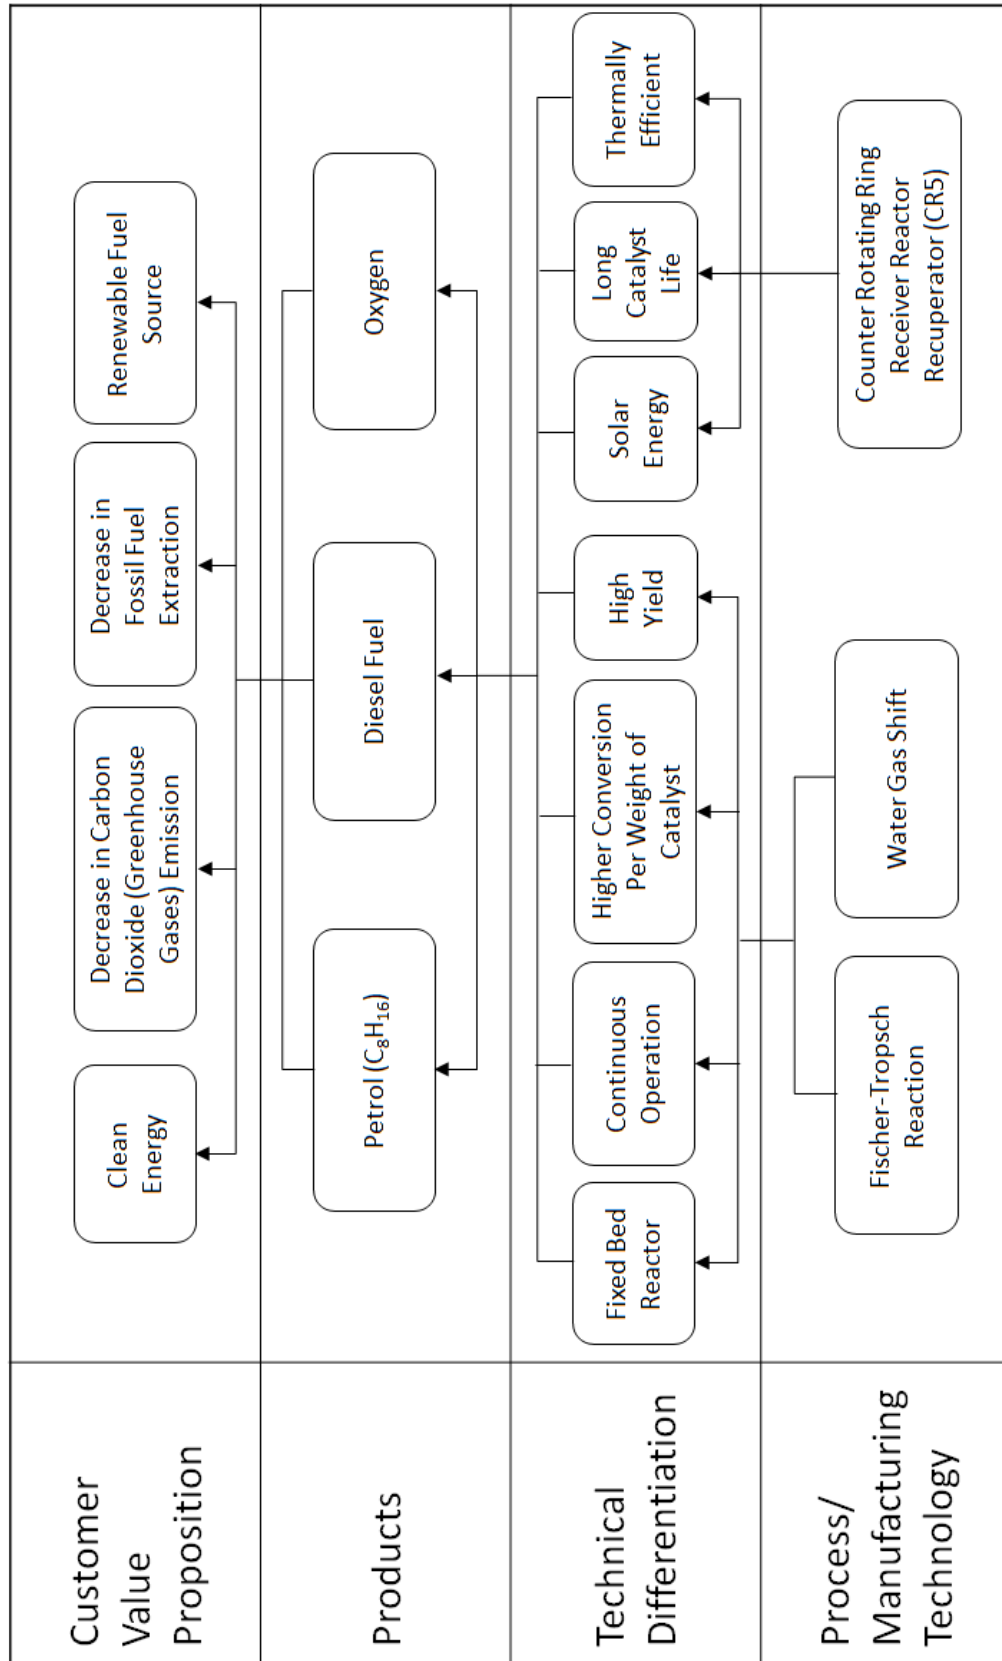 Customer
Value
Proposition
Clean
Energy
Decrease in Carbon
Dioxide (Greenhouse
Gases) Emission
Decrease in
Fossil Fuel
Extraction
Renewable Fuel
Source
Products
Petrol (C₈H₁₆)
Diesel Fuel
Oxygen
Technical
Differentiation
Fixed Bed
Reactor
Continuous
Operation
Higher Conversion
Per Weight of
Catalyst
High
Yield
Solar
Energy
Long
Catalyst
Life
Thermally
Efficient
Process/
Manufacturing
Technology
Fischer-Tropsch
Reaction
Water Gas Shift
Counter Rotating Ring
Receiver Reactor
Recuperator (CR5)